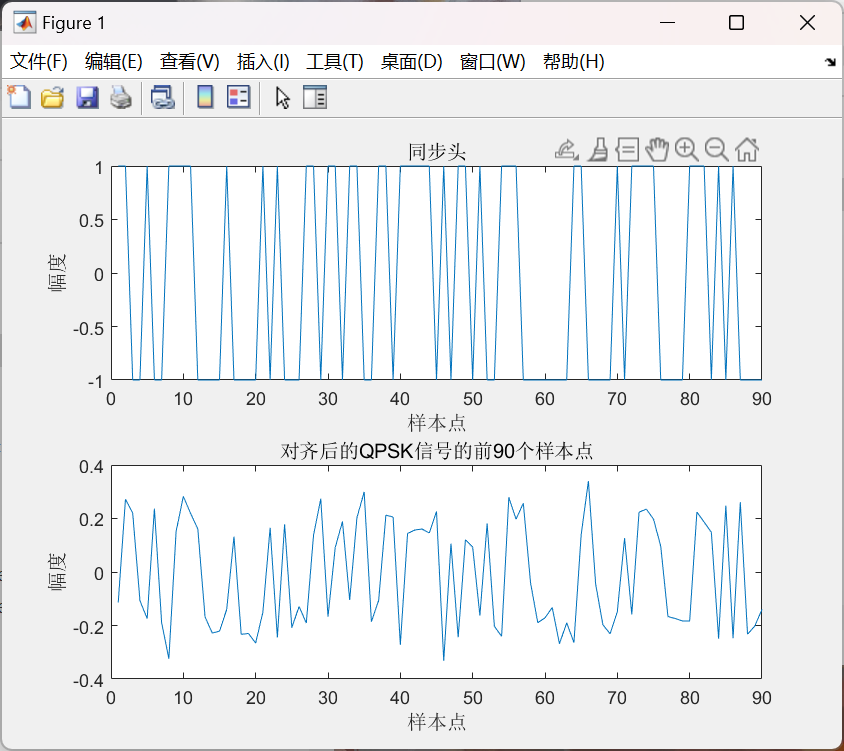 Figure 1
文件(F) 编辑(E) 查看(V) 插入(I) 工具(T) 桌面(D) 窗口(W) 帮助(H)
同步头
1
0.5
0
-0.5
-1
幅度
0 10 20 30 40 50 60 70 80 90
样本点
对齐后的QPSK信号的前90个样本点
0.4
0.2
0
-0.2
-0.4
幅度
0 10 20 30 40 50 60 70 80 90
样本点